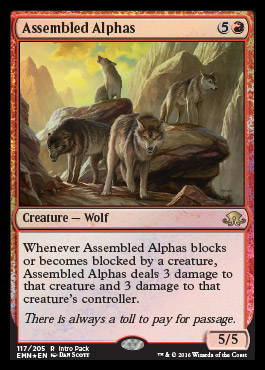 Assembled Alphas 5
Creature — Wolf
Whenever Assembled Alphas blocks
or becomes blocked by a creature,
Assembled Alphas deals 3 damage to
that creature and 3 damage to that
creature's controller.
There is always a toll to pay for passage.
5/5
117/205 R Intro Pack
EMN★EN DAN SCOTT
™ & © 2016 Wizards of the Coast